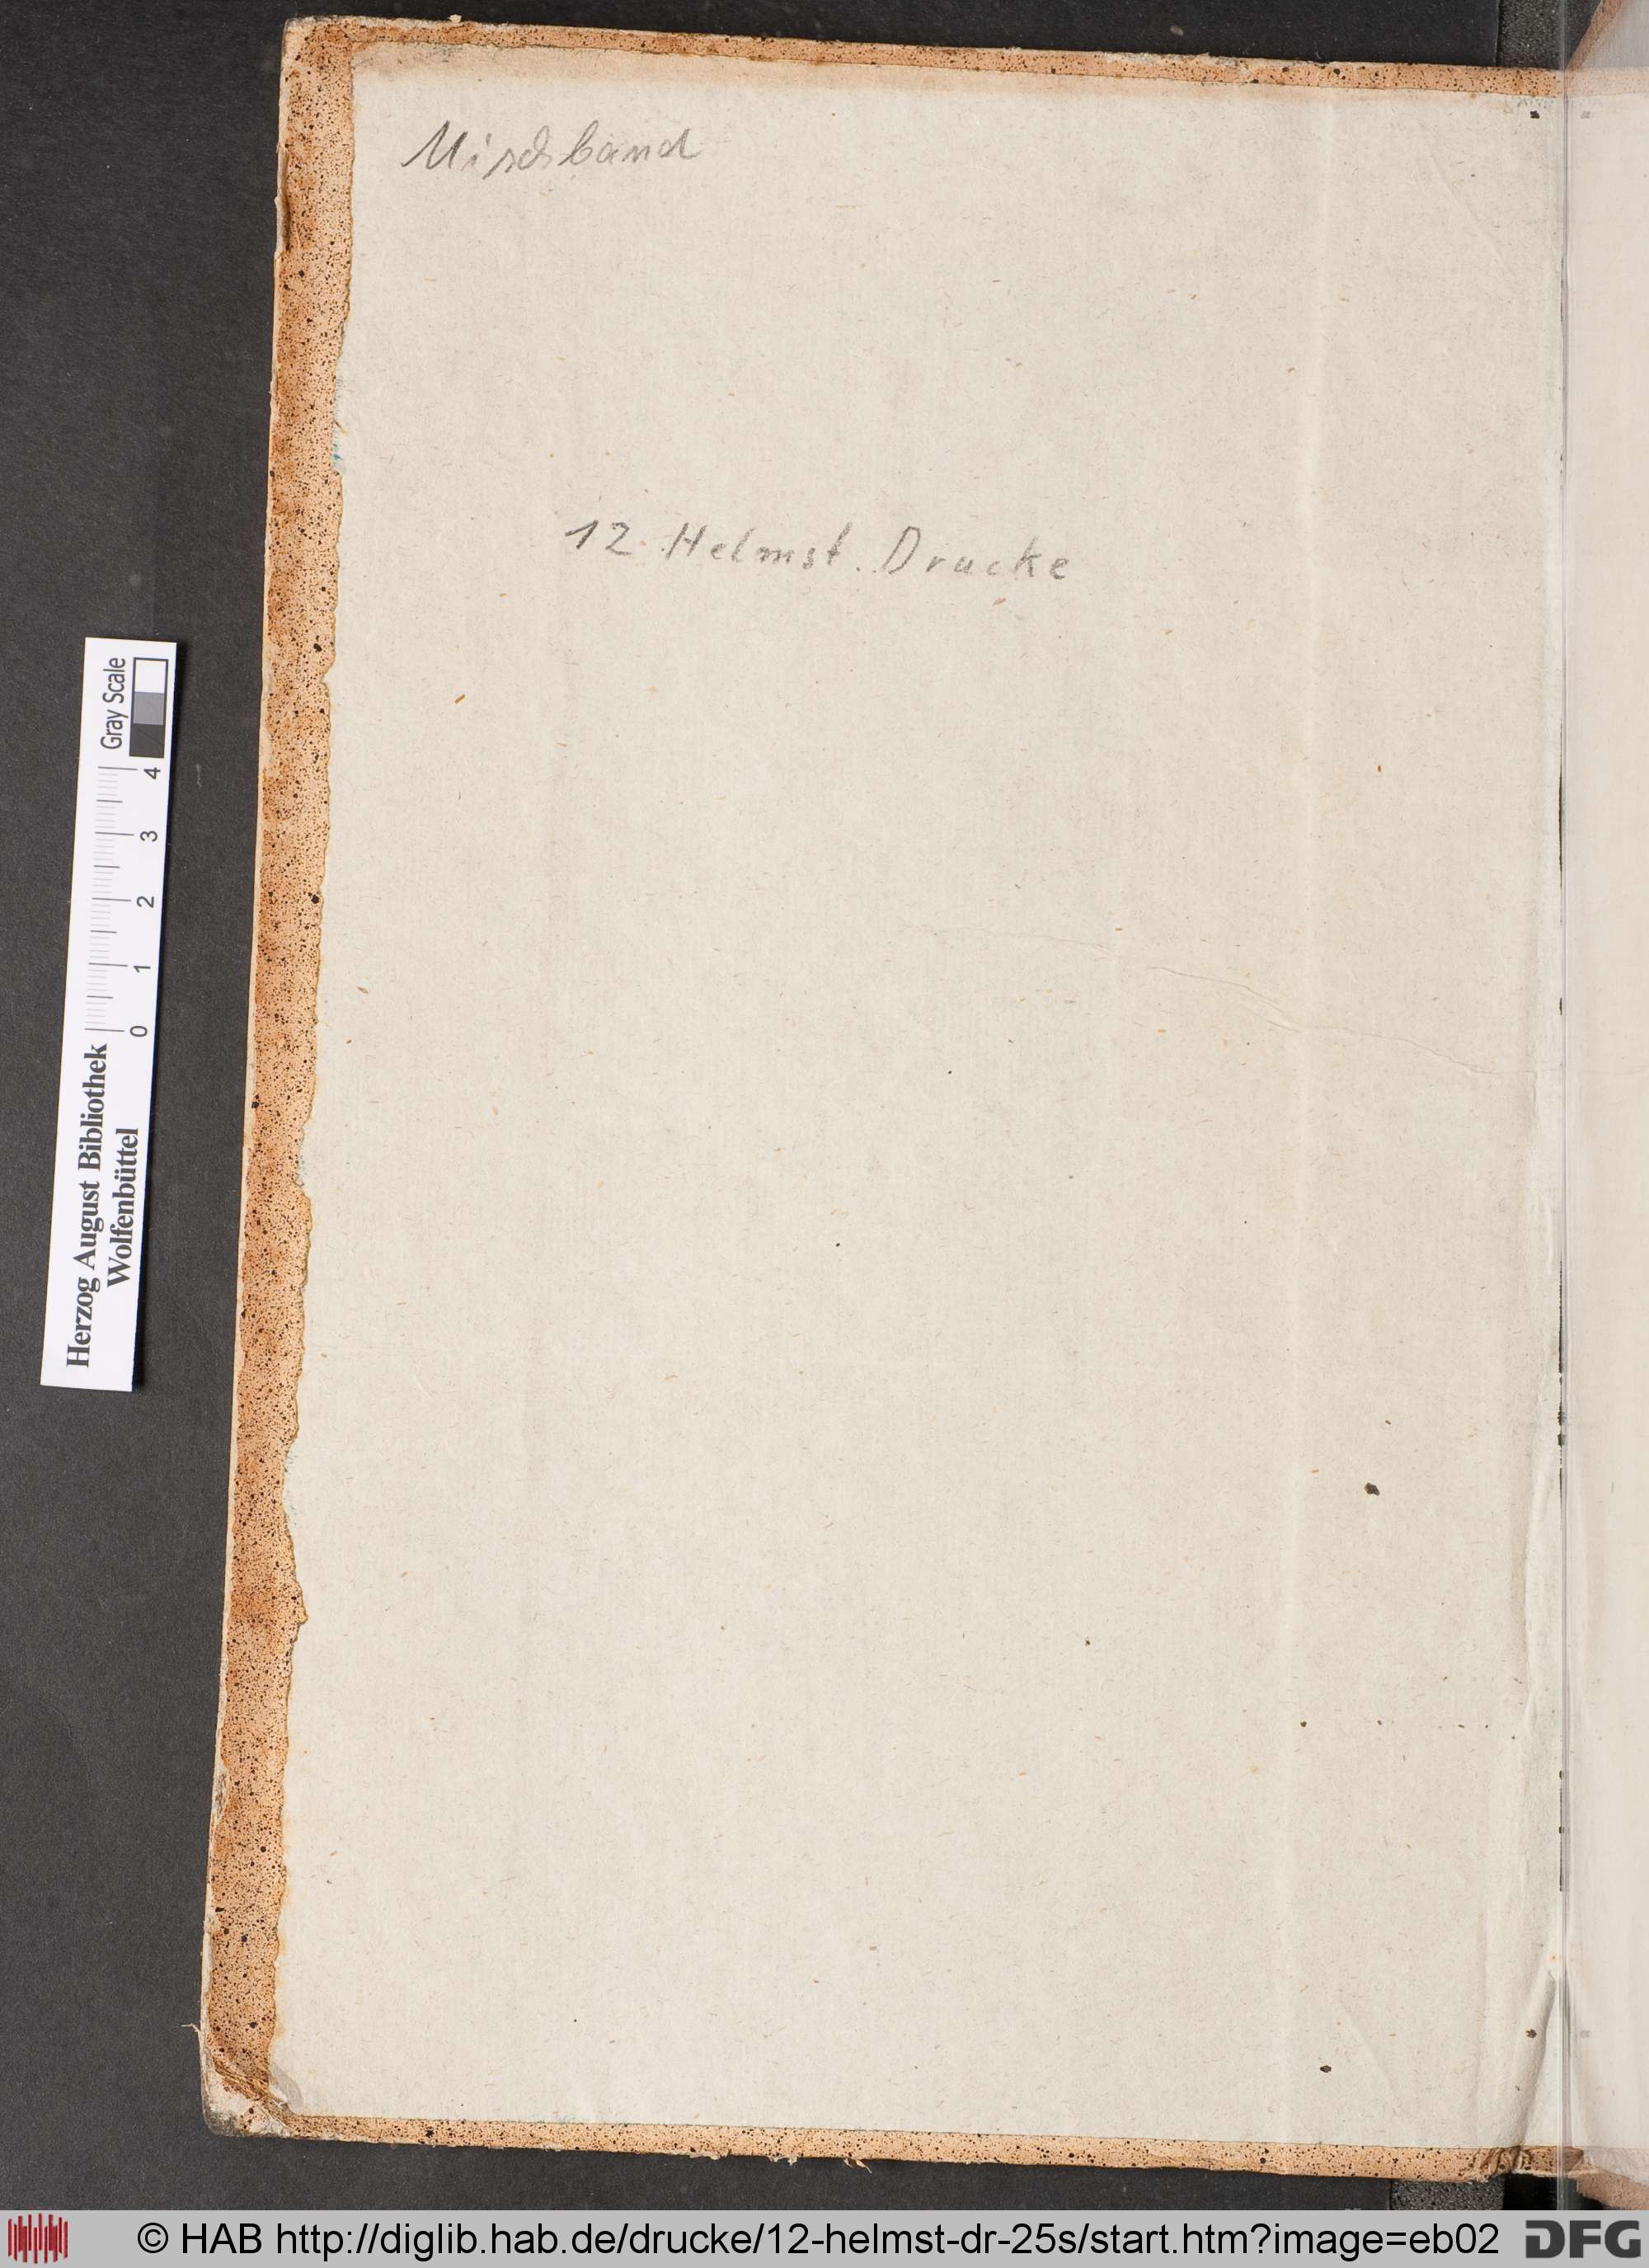 Mischband
12 Helmst. Drucke
Gray Scale
4
3
2
1
0
Herzog August Bibliothek
Wolfenbüttel
© HAB http://diglib.hab.de/drucke/12-helmst-dr-25s/start.htm?image=eb02
DFG